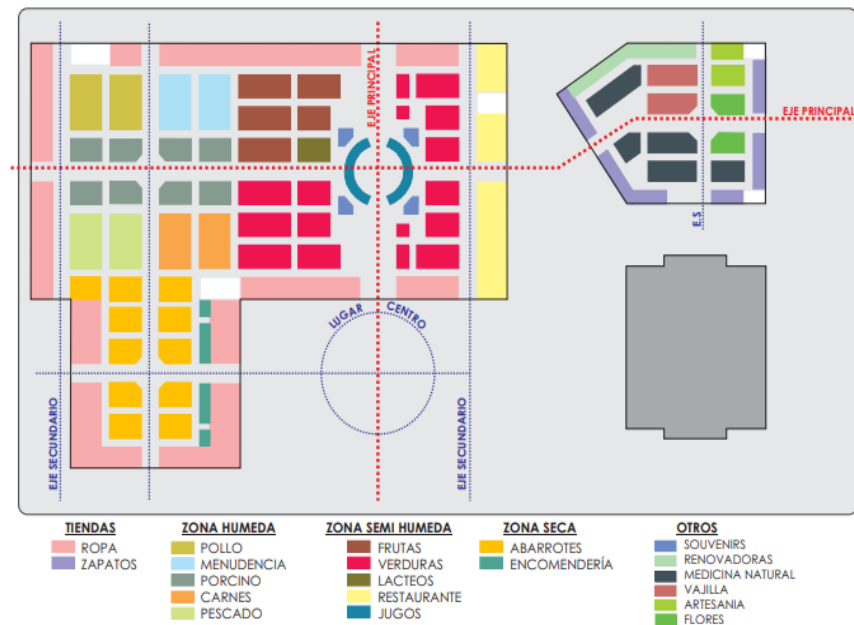 EJE PRINCIPAL
EJE PRINCIPAL
E.S
LUGAR CENTRO
EJE SECUNDARIO
EJE SECUNDARIO
TIENDAS
ROPA
ZAPATOS
ZONA HUMEDA
POLLO
MENUDENCIA
PORCINO
CARNES
PESCADO
ZONA SEMI HUMEDA
FRUTAS
VERDURAS
LACTEOS
RESTAURANTE
JUGOS
ZONA SECA
ABARROTES
ENCOMENDERÍA
OTROS
SOUVENIRS
RENOVADORAS
MEDICINA NATURAL
VAJILLA
ARTESANIA
FLORES